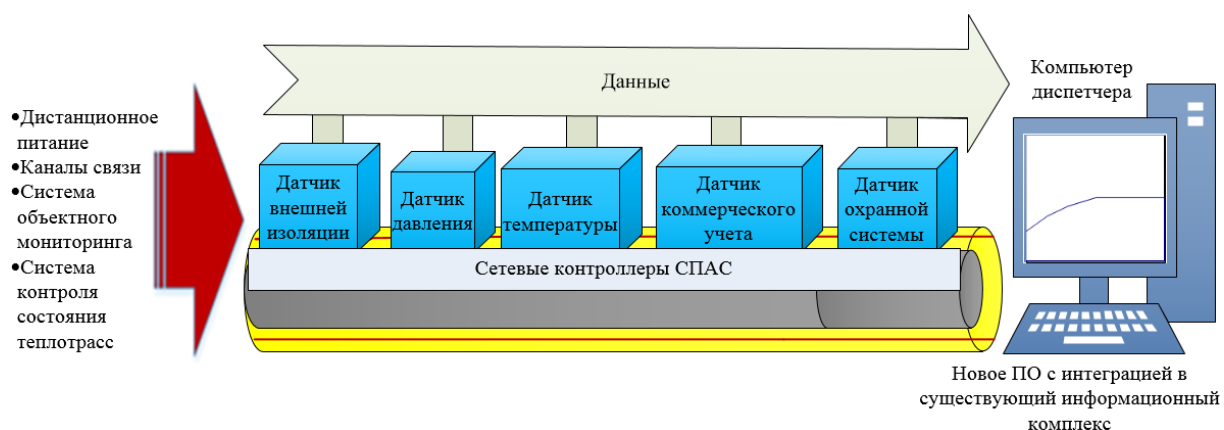 •Дистанционное
питание
•Каналы связи
•Система
объектного
мониторинга
•Система
контроля
состояния
теплотрасс
Данные
Датчик
внешней
изоляции
Датчик
давления
Датчик
температуры
Датчик
коммерческого
учета
Датчик
охранной
системы
Сетевые контроллеры СПАС
Компьютер
диспетчера
Новое ПО с интеграцией в
существующий информационный
комплекс